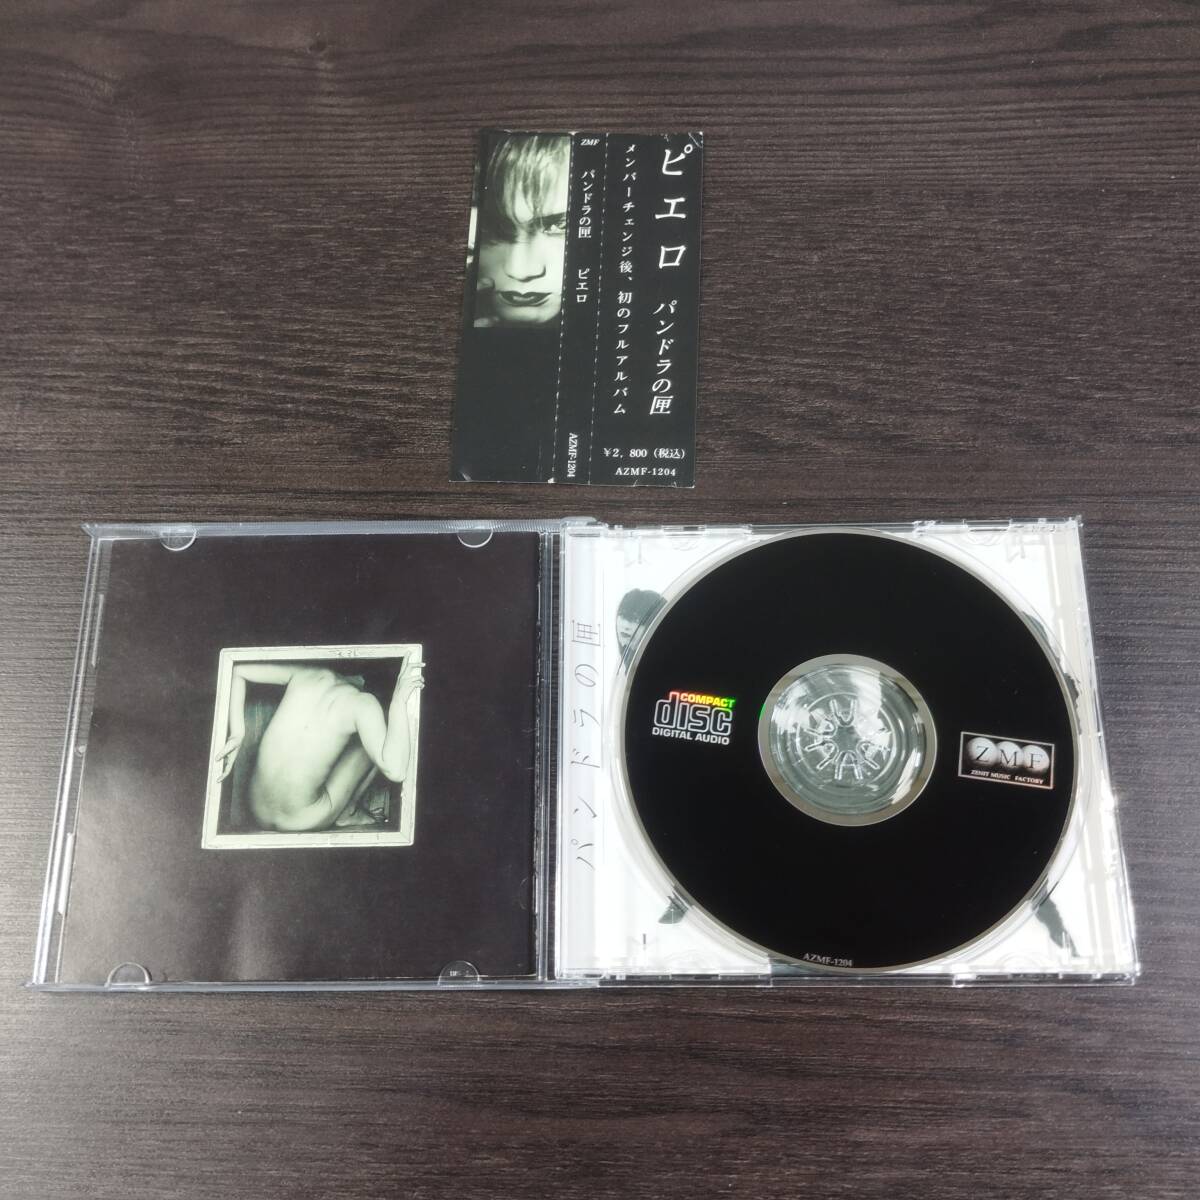 ピエロ パンドラの匣
メンバーチェンジ後、初のフルアルバム
¥2,800 (税込)
AZMF-1204
ZMF パンドラの匣 ピエロ
AZMF-1204
パンドラの匣
COMPACT
disc
DIGITAL AUDIO
ZMF
ZENIT MUSIC FACTORY
AZMF-1204